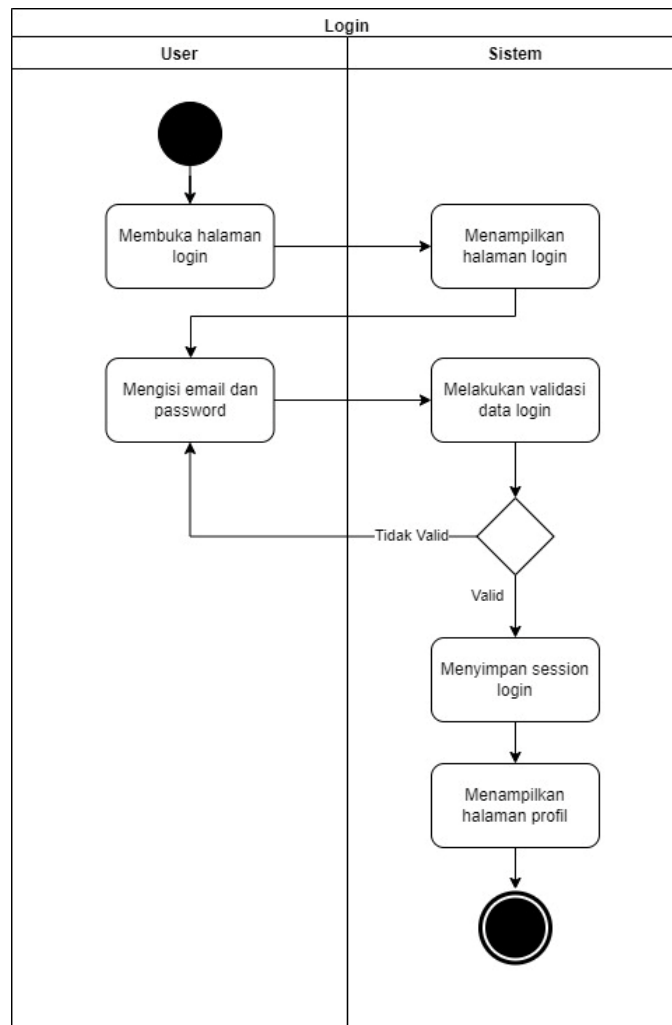 Login
User
Sistem
Membuka halaman
login
Menampilkan
halaman login
Mengisi email dan
password
Melakukan validasi
data login
Tidak Valid
Valid
Menyimpan session
login
Menampilkan
halaman profil